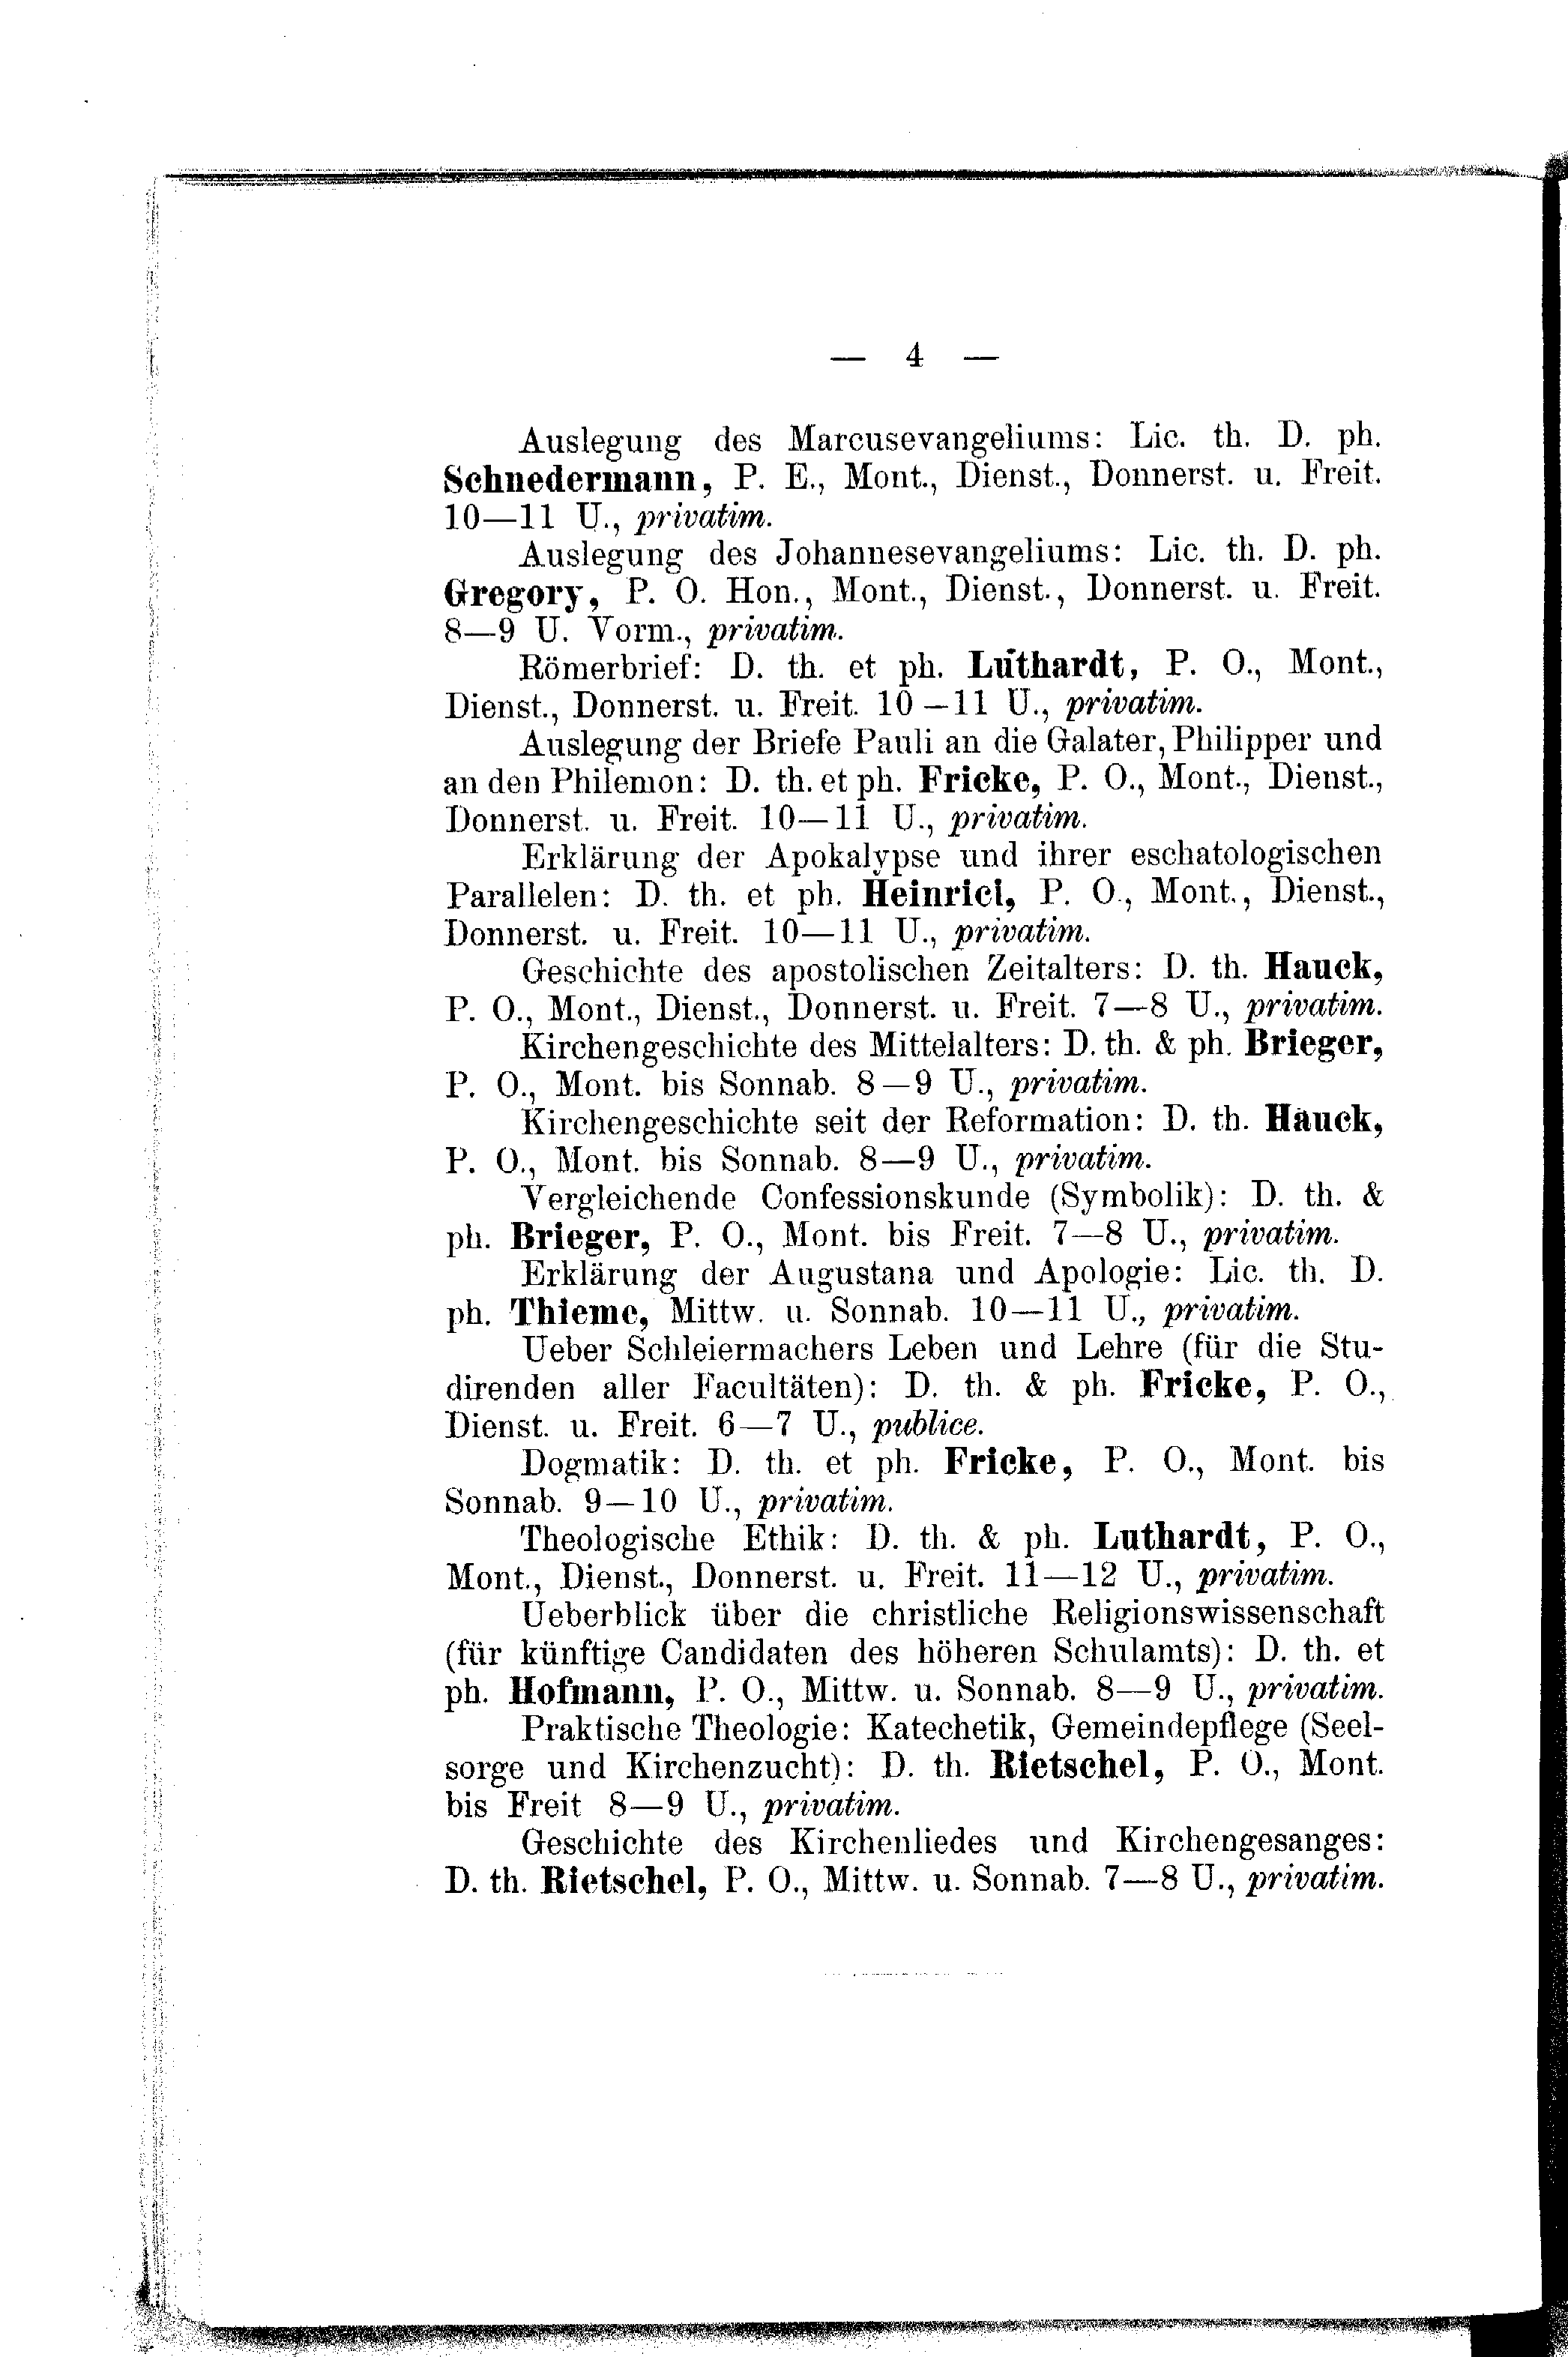 — 4 —
Auslegung des Marcusevangeliums: Lic. th. D. ph.
Schnedermann, P. E., Mont., Dienst., Donnerst. u. Freit.
10—11 U., privatim.
Auslegung des Johannesevangeliums: Lic. th. D. ph.
Gregory, P. O. Hon., Mont., Dienst., Donnerst. u. Freit.
8—9 U. Vorm., privatim.
Römerbrief: D. th. et ph. Luthardt, P. O., Mont.,
Dienst., Donnerst. u. Freit. 10—11 U., privatim.
Auslegung der Briefe Pauli an die Galater, Philipper und
an den Philemon: D. th. et ph. Fricke, P. O., Mont., Dienst.,
Donnerst. u. Freit. 10—11 U., privatim.
Erklärung der Apokalypse und ihrer eschatologischen
Parallelen: D. th. et ph. Heinrici, P. O., Mont., Dienst.,
Donnerst. u. Freit. 10—11 U., privatim.
Geschichte des apostolischen Zeitalters: D. th. Hauck,
P. O., Mont., Dienst., Donnerst. u. Freit. 7—8 U., privatim.
Kirchengeschichte des Mittelalters: D. th. & ph. Brieger,
P. O., Mont. bis Sonnab. 8—9 U., privatim.
Kirchengeschichte seit der Reformation: D. th. Hauck,
P. O., Mont. bis Sonnab. 8—9 U., privatim.
Vergleichende Confessionskunde (Symbolik): D. th. &
ph. Brieger, P. O., Mont. bis Freit. 7—8 U., privatim.
Erklärung der Augustana und Apologie: Lic. th. D.
ph. Thieme, Mittw. u. Sonnab. 10—11 U., privatim.
Ueber Schleiermachers Leben und Lehre (für die Stu-
direnden aller Facultäten): D. th. & ph. Fricke, P. O.,
Dienst. u. Freit. 6—7 U., publice.
Dogmatik: D. th. et ph. Fricke, P. O., Mont. bis
Sonnab. 9—10 U., privatim.
Theologische Ethik: D. th. & ph. Luthardt, P. O.,
Mont., Dienst., Donnerst. u. Freit. 11—12 U., privatim.
Ueberblick über die christliche Religionswissenschaft
(für künftige Candidaten des höheren Schulamts): D. th. et
ph. Hofmann, P. O., Mittw. u. Sonnab. 8—9 U., privatim.
Praktische Theologie: Katechetik, Gemeindepflege (Seel-
sorge und Kirchenzucht): D. th. Rietschel, P. O., Mont.
bis Freit 8—9 U., privatim.
Geschichte des Kirchenliedes und Kirchengesanges:
D. th. Rietschel, P. O., Mittw. u. Sonnab. 7—8 U., privatim.